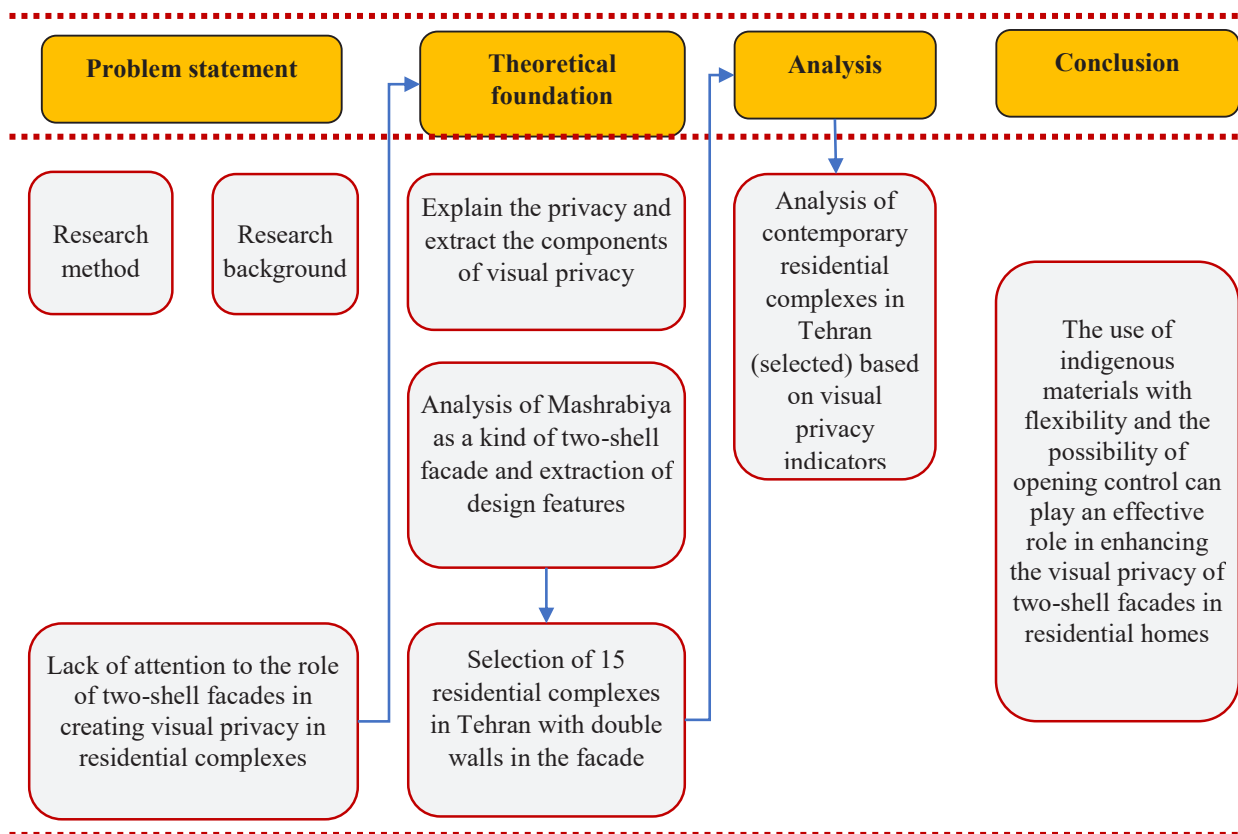 Problem statement
Theoretical
foundation
Analysis
Conclusion
Research
method
Research
background
Lack of attention to the role
of two-shell facades in
creating visual privacy in
residential complexes
Explain the privacy and
extract the components
of visual privacy
Analysis of Mashrabiya
as a kind of two-shell
facade and extraction of
design features
Selection of 15
residential complexes
in Tehran with double
walls in the facade
Analysis of
contemporary
residential
complexes in
Tehran
(selected) based
on visual
privacy
indicators
The use of
indigenous
materials with
flexibility and the
possibility of
opening control can
play an effective
role in enhancing
the visual privacy of
two-shell facades in
residential homes